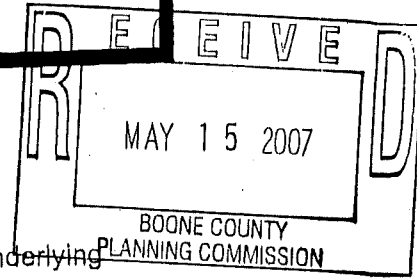 RECEIVED
MAY 15 2007
BOONE COUNTY
PLANNING COMMISSION
nderlying